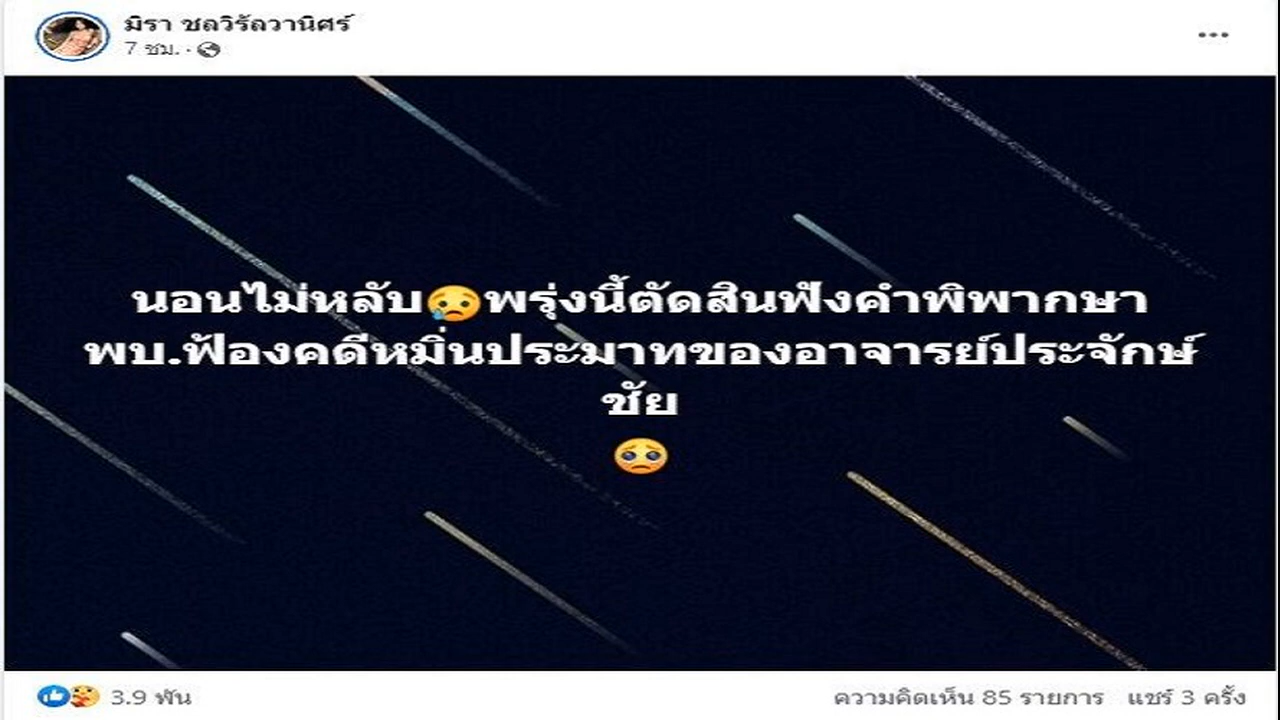 มิรา ชลวิรัลวานิศร์
7 ชม. ·
นอนไม่หลับ😢พรุ่งนี้ตัดสินฟังคำพิพากษา
พบ.ฟ้องคดีหมิ่นประมาทของอาจารย์ประจักษ์
ชัย
🥺
3.9 พัน ความคิดเห็น 85 รายการ แชร์ 3 ครั้ง